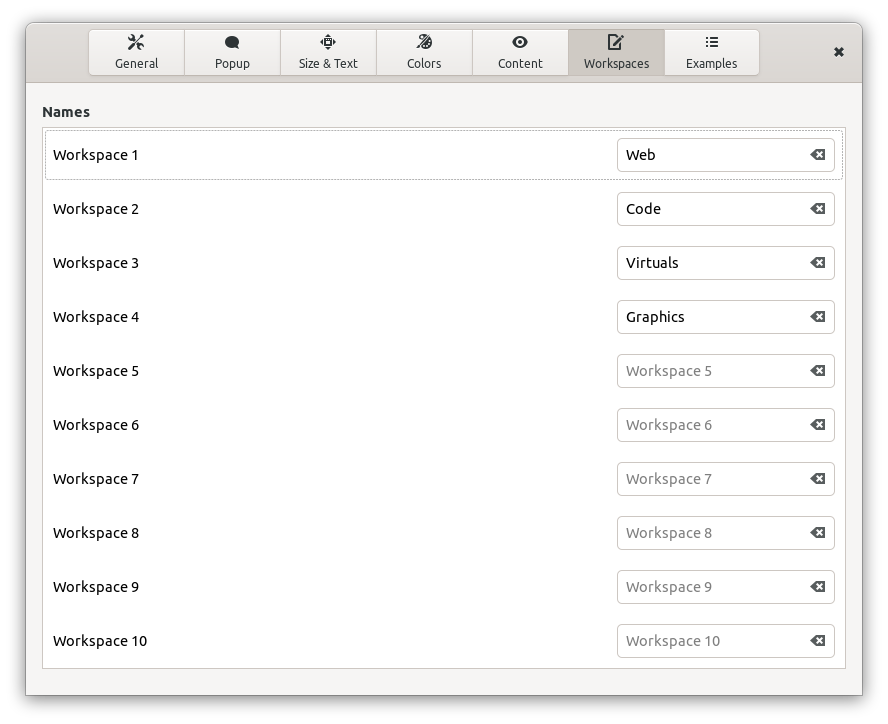 General Popup Size & Text Colors Content Workspaces Examples
Names
Workspace 1 Web
Workspace 2 Code
Workspace 3 Virtuals
Workspace 4 Graphics
Workspace 5 Workspace 5
Workspace 6 Workspace 6
Workspace 7 Workspace 7
Workspace 8 Workspace 8
Workspace 9 Workspace 9
Workspace 10 Workspace 10